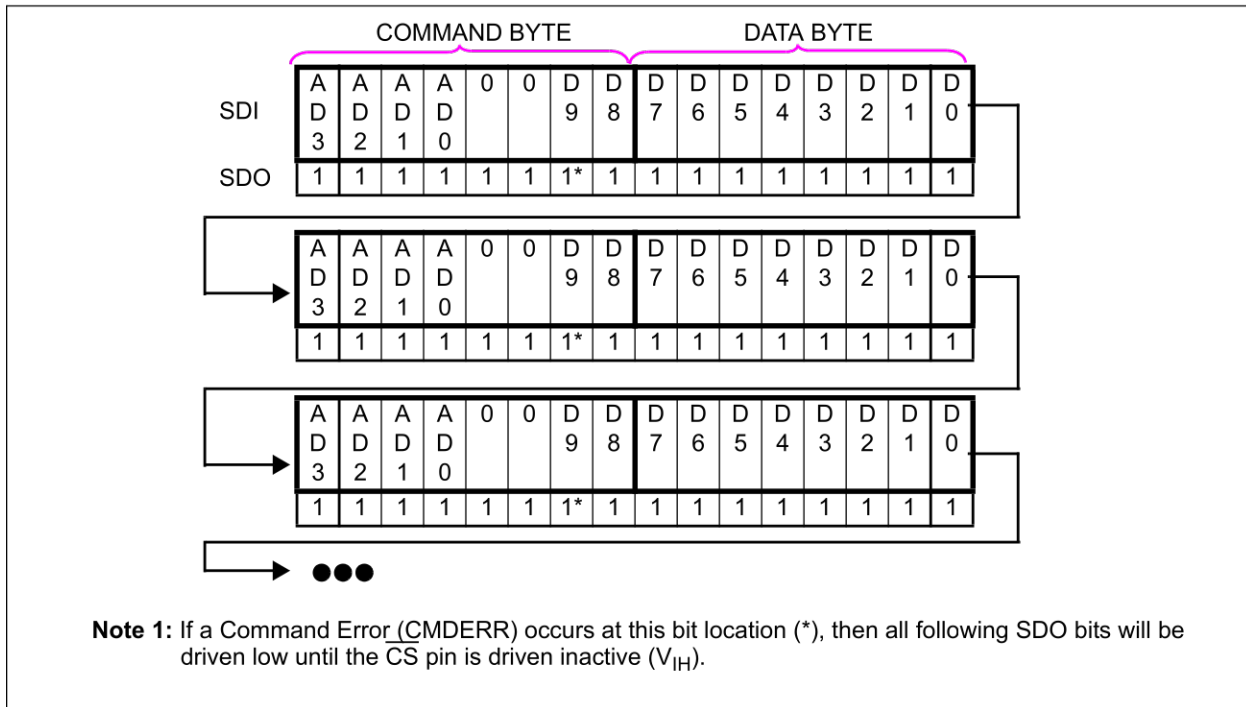 COMMAND BYTE DATA BYTE
A A A A 0 0 D D D D D D D D D D
SDI D D D D 9 8 7 6 5 4 3 2 1 0
3 2 1 0
SDO 1 1 1 1 1 1 1* 1 1 1 1 1 1 1 1 1
A A A A 0 0 D D D D D D D D D D
D D D D 9 8 7 6 5 4 3 2 1 0
3 2 1 0
1 1 1 1 1 1 1* 1 1 1 1 1 1 1 1 1
A A A A 0 0 D D D D D D D D D D
D D D D 9 8 7 6 5 4 3 2 1 0
3 2 1 0
1 1 1 1 1 1 1* 1 1 1 1 1 1 1 1 1
Note 1: If a Command Error (CMDERR) occurs at this bit location (*), then all following SDO bits will be
driven low until the CS pin is driven inactive (VIH).